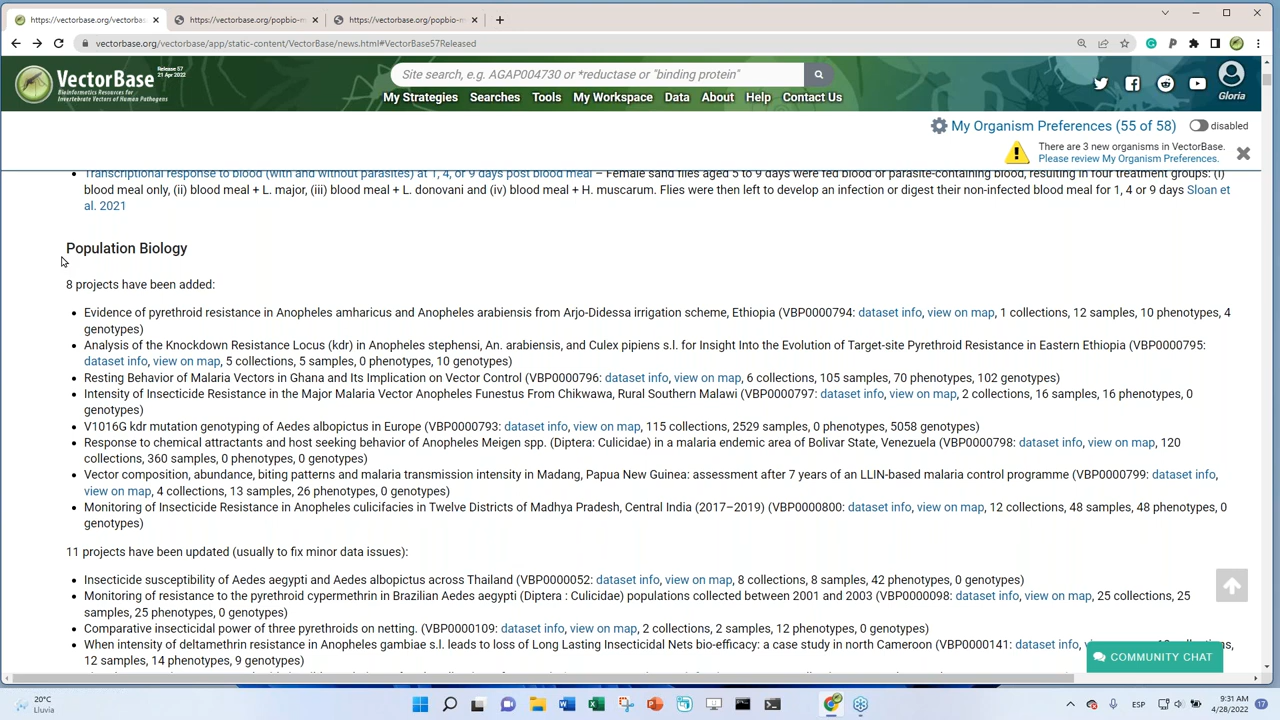 https://vectorbase.org/vectorba
https://vectorbase.org/popbio-m
https://vectorbase.org/popbio-m
vectorbase.org/vectorbase/app/static-content/VectorBase/news.html#VectorBase57Released
VectorBase
Release 57
21 Apr 2022
Bioinformatics Resources for
Invertebrate Vectors of Human Pathogens
Site search, e.g. AGAP004730 or *reductase or "binding protein"
My Strategies Searches Tools My Workspace Data About Help Contact Us
Gloria
My Organism Preferences (55 of 58) disabled
There are 3 new organisms in VectorBase.
Please review My Organism Preferences.
Transcriptional response to blood (with and without parasites) at 1, 4, or 9 days post blood meal – Female sand flies aged 5 to 9 days were fed blood or parasite-containing blood, resulting in four treatment groups: (i)
blood meal only, (ii) blood meal + L. major, (iii) blood meal + L. donovani and (iv) blood meal + H. muscarum. Flies were then left to develop an infection or digest their non-infected blood meal for 1, 4 or 9 days Sloan et
al. 2021
Population Biology
8 projects have been added:
Evidence of pyrethroid resistance in Anopheles amharicus and Anopheles arabiensis from Arjo-Didessa irrigation scheme, Ethiopia (VBP0000794: dataset info, view on map, 1 collections, 12 samples, 10 phenotypes, 4
genotypes)
Analysis of the Knockdown Resistance Locus (kdr) in Anopheles stephensi, An. arabiensis, and Culex pipiens s.l. for Insight Into the Evolution of Target-site Pyrethroid Resistance in Eastern Ethiopia (VBP0000795:
dataset info, view on map, 5 collections, 5 samples, 0 phenotypes, 10 genotypes)
Resting Behavior of Malaria Vectors in Ghana and Its Implication on Vector Control (VBP0000796: dataset info, view on map, 6 collections, 105 samples, 70 phenotypes, 102 genotypes)
Intensity of Insecticide Resistance in the Major Malaria Vector Anopheles Funestus From Chikwawa, Rural Southern Malawi (VBP0000797: dataset info, view on map, 2 collections, 16 samples, 16 phenotypes, 0
genotypes)
V1016G kdr mutation genotyping of Aedes albopictus in Europe (VBP0000793: dataset info, view on map, 115 collections, 2529 samples, 0 phenotypes, 5058 genotypes)
Response to chemical attractants and host seeking behavior of Anopheles Meigen spp. (Diptera: Culicidae) in a malaria endemic area of Bolivar State, Venezuela (VBP0000798: dataset info, view on map, 120
collections, 360 samples, 0 phenotypes, 0 genotypes)
Vector composition, abundance, biting patterns and malaria transmission intensity in Madang, Papua New Guinea: assessment after 7 years of an LLIN-based malaria control programme (VBP0000799: dataset info,
view on map, 4 collections, 13 samples, 26 phenotypes, 0 genotypes)
Monitoring of Insecticide Resistance in Anopheles culicifacies in Twelve Districts of Madhya Pradesh, Central India (2017–2019) (VBP0000800: dataset info, view on map, 12 collections, 48 samples, 48 phenotypes, 0
genotypes)
11 projects have been updated (usually to fix minor data issues):
Insecticide susceptibility of Aedes aegypti and Aedes albopictus across Thailand (VBP0000052: dataset info, view on map, 8 collections, 8 samples, 42 phenotypes, 0 genotypes)
Monitoring of resistance to the pyrethroid cypermethrin in Brazilian Aedes aegypti (Diptera : Culicidae) populations collected between 2001 and 2003 (VBP0000098: dataset info, view on map, 25 collections, 25
samples, 25 phenotypes, 0 genotypes)
Comparative insecticidal power of three pyrethroids on netting. (VBP0000109: dataset info, view on map, 2 collections, 2 samples, 12 phenotypes, 0 genotypes)
When intensity of deltamethrin resistance in Anopheles gambiae s.l. leads to loss of Long Lasting Insecticidal Nets bio-efficacy: a case study in north Cameroon (VBP0000141: dataset info,
12 samples, 14 phenotypes, 9 genotypes)
COMMUNITY CHAT
20°C
Lluvia
ESP
9:31 AM
4/28/2022